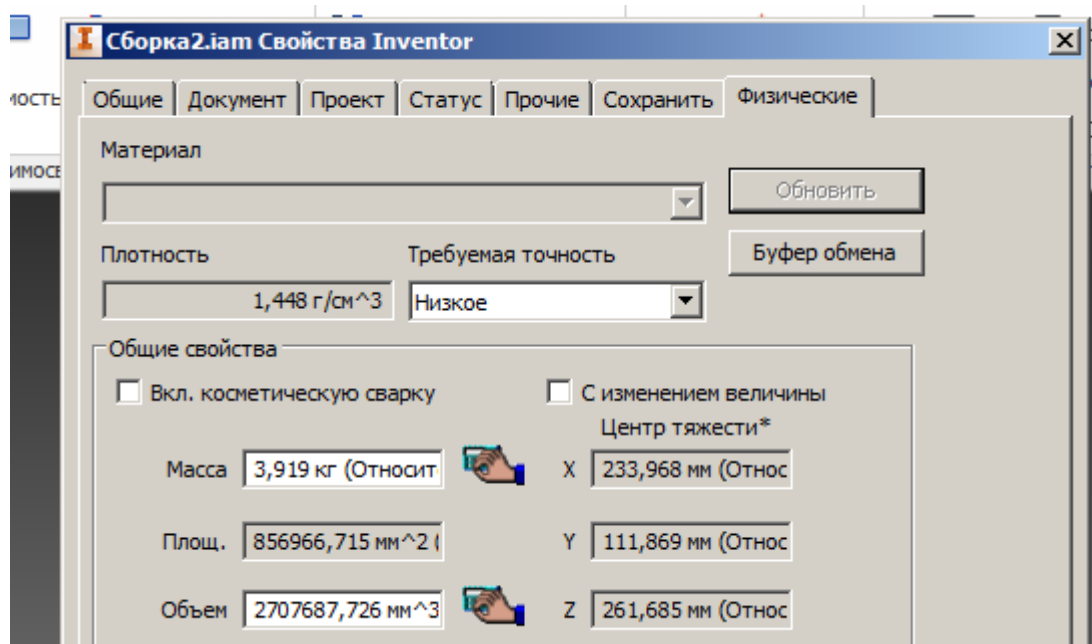 Сборка2.iam Свойства Inventor
Общие Документ Проект Статус Прочие Сохранить Физические
Материал
Обновить
Плотность Требуемая точность Буфер обмена
1,448 г/см^3 Низкое
Общие свойства
Вкл. косметическую сварку С изменением величины
Центр тяжести*
Масса 3,919 кг (Относит X 233,968 мм (Относ
Площ. 856966,715 мм^2 ( Y 111,869 мм (Относ
Объем 2707687,726 мм^3 Z 261,685 мм (Относ